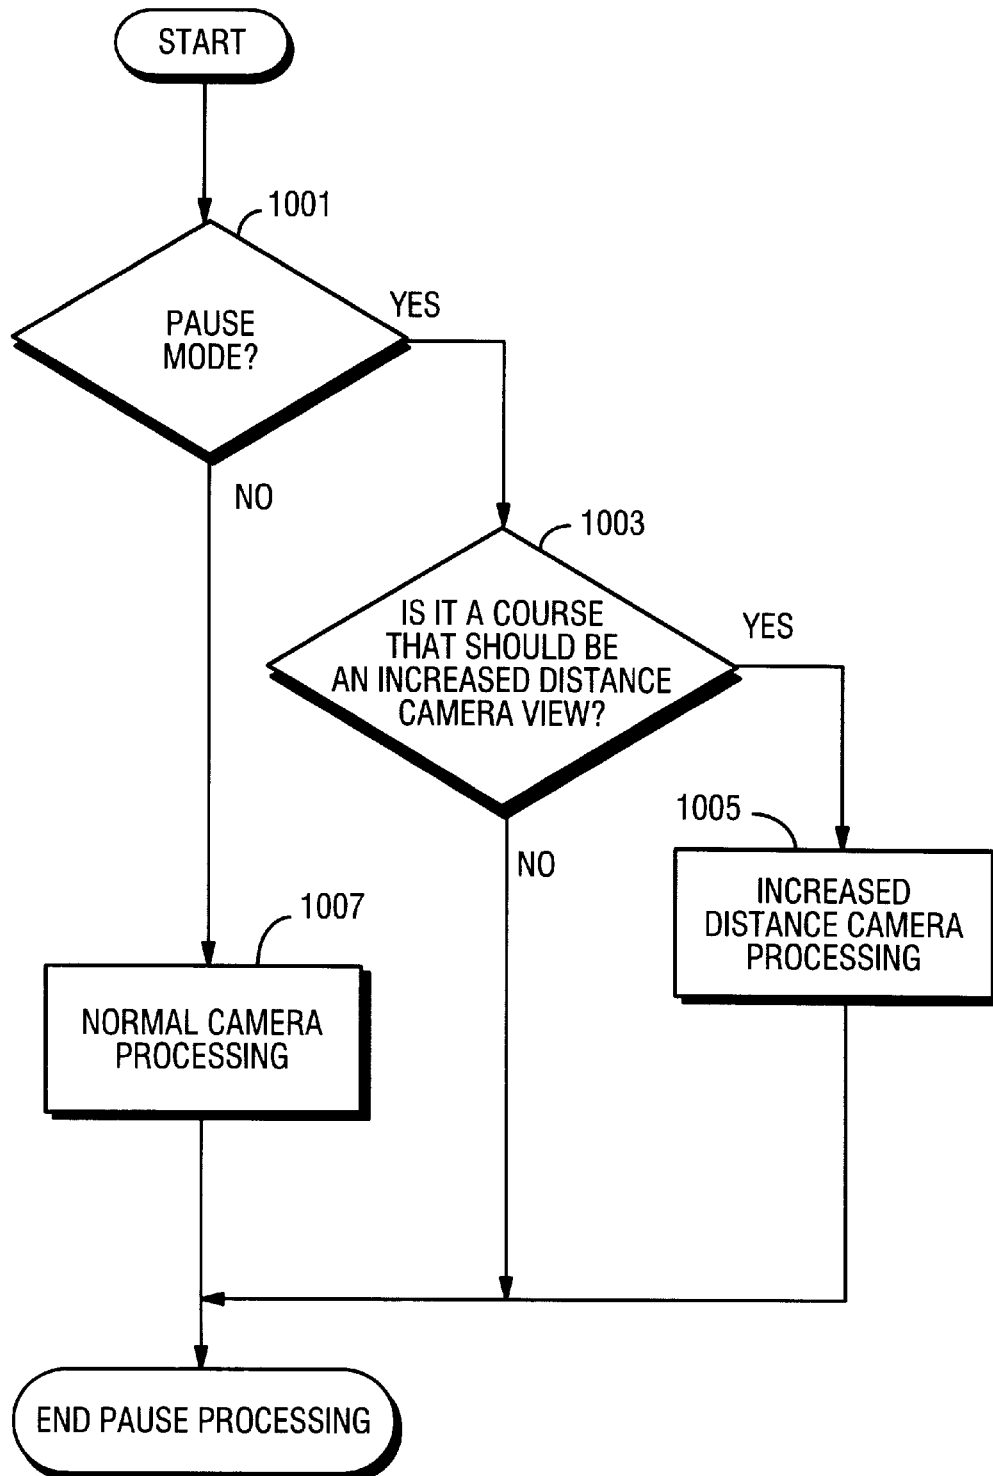 START
1001
PAUSE
MODE?
YES
NO
1003
IS IT A COURSE
THAT SHOULD BE
AN INCREASED DISTANCE
CAMERA VIEW?
YES
NO
1005
INCREASED
DISTANCE CAMERA
PROCESSING
1007
NORMAL CAMERA
PROCESSING
END PAUSE PROCESSING